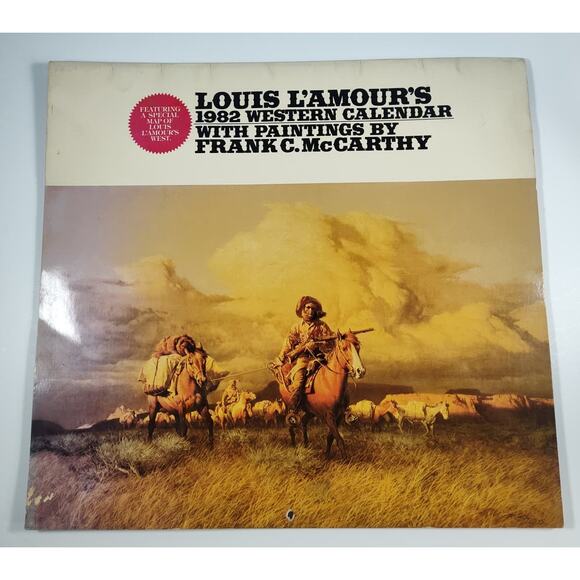 LOUIS L'AMOUR'S
1982 WESTERN CALENDAR
WITH PAINTINGS BY
FRANK C. McCARTHY
FEATURING
A SPECIAL
MAP OF
LOUIS
L'AMOUR'S
WEST.